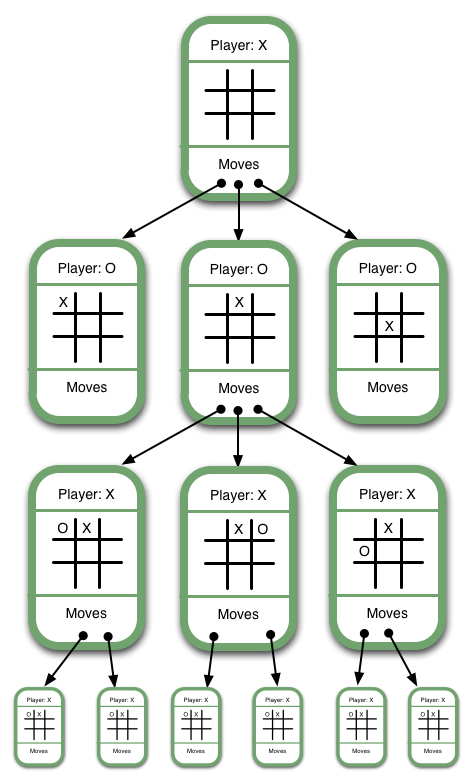 Player: X
Moves
Player: O
X
Moves
Player: O
X
Moves
Player: O
X
Moves
Player: X
O X
Moves
Player: X
X O
Moves
Player: X
X
O
Moves
Player: X
O X
Moves
Player: X
O X
Moves
Player: X
O X
Moves
Player: X
O X
Moves
Player: X
O X
Moves
Player: X
O X
Moves